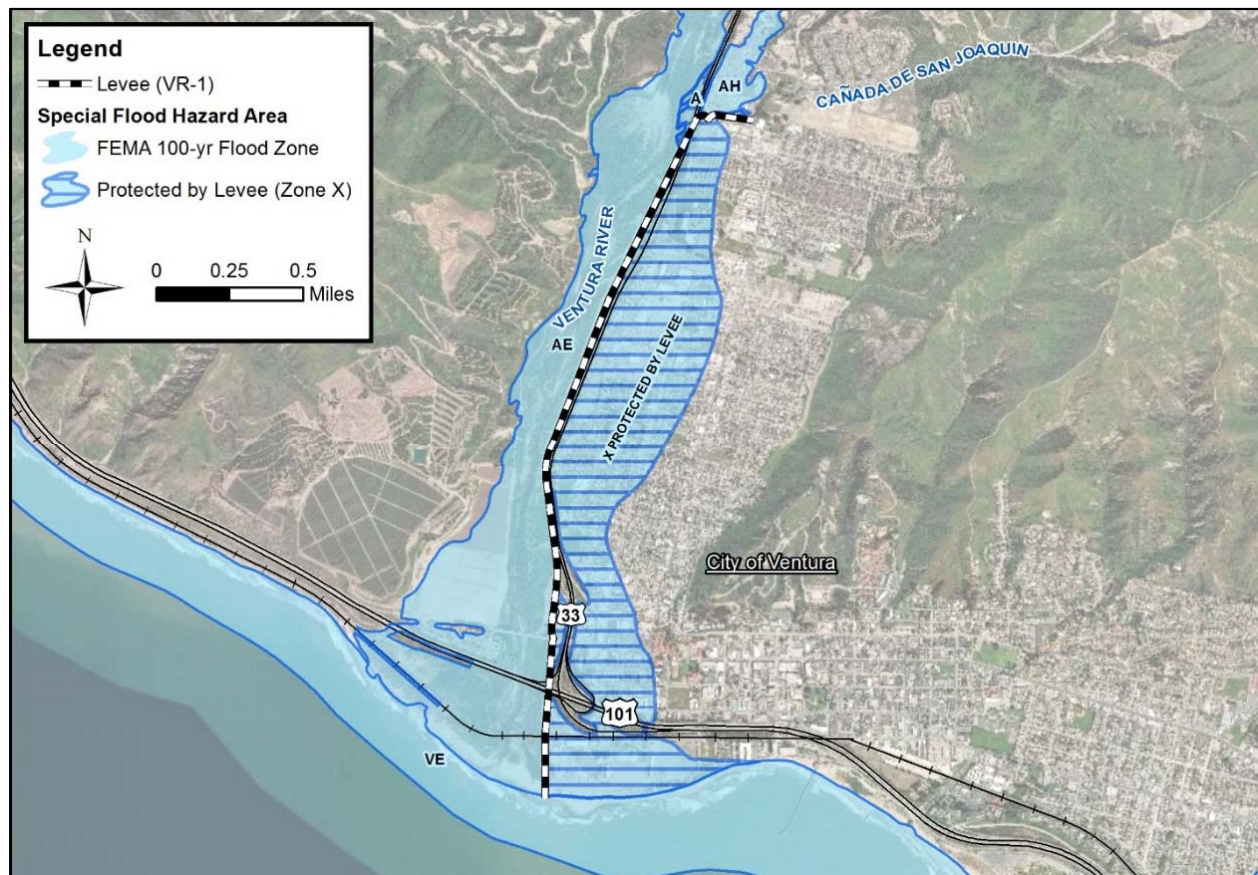 Legend
Levee (VR-1)
Special Flood Hazard Area
FEMA 100-yr Flood Zone
Protected by Levee (Zone X)
N
0 0.25 0.5
Miles
AH
A
CAÑADA DE SAN JOAQUIN
VENTURA RIVER
AE
X PROTECTED BY LEVEE
City of Ventura
33
101
VE